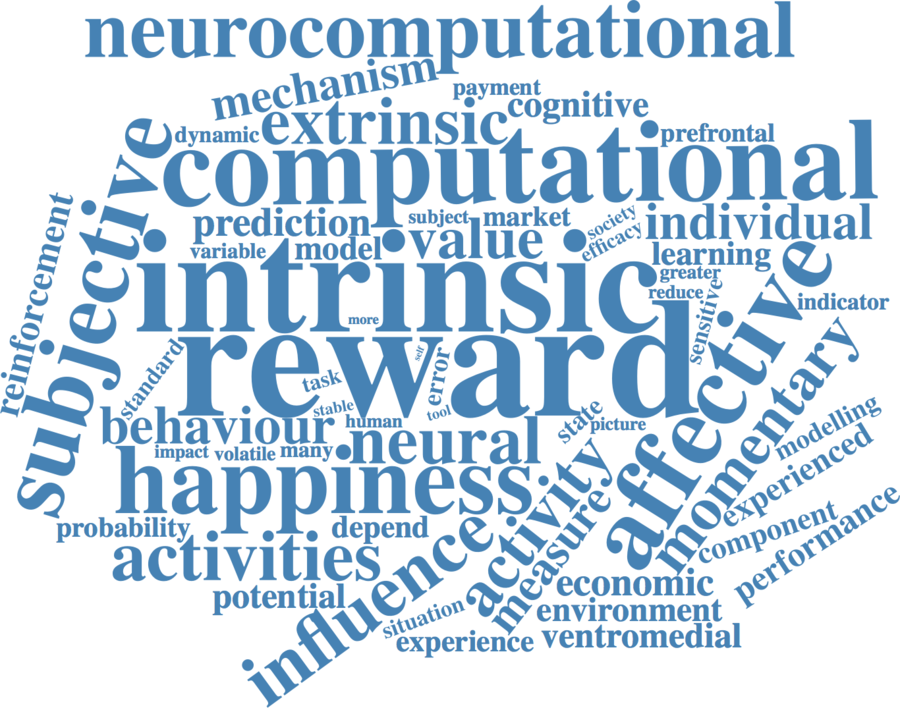 neurocomputational
mechanism
payment
cognitive
dynamic
extrinsic
prefrontal
computational
subjective
reinforcement
prediction
subject
market
society
efficacy
individual
variable
model
value
learning
intrinsic
greater
reduce
sensitive
indicator
affective
more
reward
self
error
task
tool
standard
stable
human
state
picture
behaviour
impact
volatile
many
neural
momentary
modelling
experienced
happiness
activity
measure
probability
depend
influence
component
performance
activities
economic
potential
situation
environment
experience
ventromedial